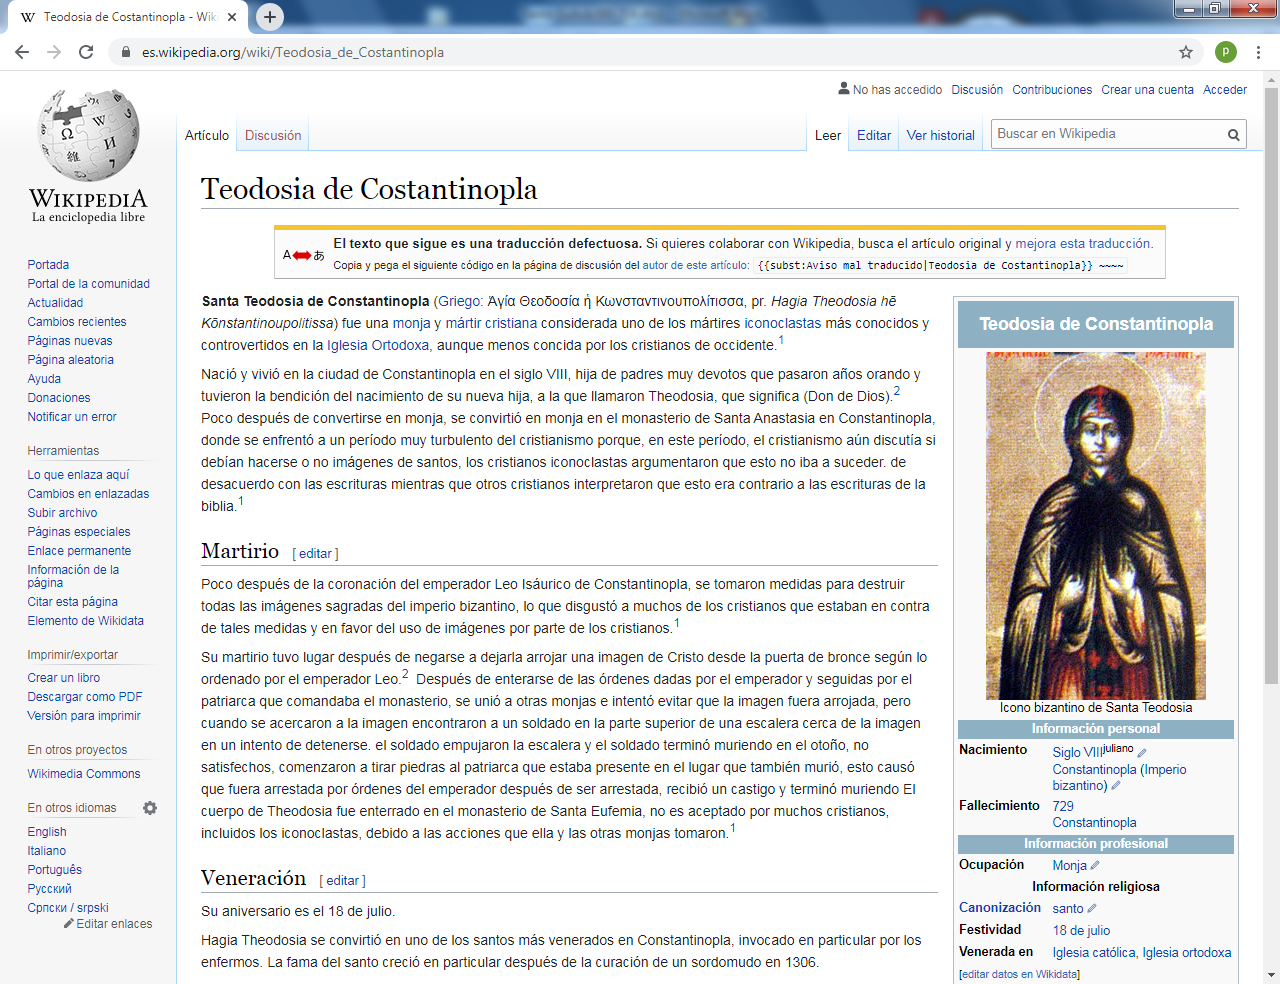 Teodosia de Costantinopla - Wiki
es.wikipedia.org/wiki/Teodosia_de_Costantinopla
p
No has accedido Discusión Contribuciones Crear una cuenta Acceder
Artículo Discusión Leer Editar Ver historial Buscar en Wikipedia
WIKIPEDIA
La enciclopedia libre
Portada
Portal de la comunidad
Actualidad
Cambios recientes
Páginas nuevas
Página aleatoria
Ayuda
Donaciones
Notificar un error
Herramientas
Lo que enlaza aquí
Cambios en enlazadas
Subir archivo
Páginas especiales
Enlace permanente
Información de la
página
Citar esta página
Elemento de Wikidata
Imprimir/exportar
Crear un libro
Descargar como PDF
Versión para imprimir
En otros proyectos
Wikimedia Commons
En otros idiomas
English
Italiano
Português
Русский
Српски / srpski
Editar enlaces
Teodosia de Costantinopla
A あ
El texto que sigue es una traducción defectuosa. Si quieres colaborar con Wikipedia, busca el artículo original y mejora esta traducción.
Copia y pega el siguiente código en la página de discusión del autor de este artículo: {{subst:Aviso mal traducido|Teodosia de Costantinopla}} ~~~~
Santa Teodosia de Constantinopla (Griego: Ἁγία Θεοδοσία ἡ Κωνσταντινουπολίτισσα, pr. Hagia Theodosia hē
Kōnstantinoupolitissa) fue una monja y mártir cristiana considerada uno de los mártires iconoclastas más conocidos y
controvertidos en la Iglesia Ortodoxa, aunque menos concida por los cristianos de occidente.1
Nació y vivió en la ciudad de Constantinopla en el siglo VIII, hija de padres muy devotos que pasaron años orando y
tuvieron la bendición del nacimiento de su nueva hija, a la que llamaron Theodosia, que significa (Don de Dios).2
Poco después de convertirse en monja, se convirtió en monja en el monasterio de Santa Anastasia en Constantinopla,
donde se enfrentó a un período muy turbulento del cristianismo porque, en este período, el cristianismo aún discutía si
debían hacerse o no imágenes de santos, los cristianos iconoclastas argumentaron que esto no iba a suceder. de
desacuerdo con las escrituras mientras que otros cristianos interpretaron que esto era contrario a las escrituras de la
biblia.1
Martirio [ editar ]
Poco después de la coronación del emperador Leo Isáurico de Constantinopla, se tomaron medidas para destruir
todas las imágenes sagradas del imperio bizantino, lo que disgustó a muchos de los cristianos que estaban en contra
de tales medidas y en favor del uso de imágenes por parte de los cristianos.1
Su martirio tuvo lugar después de negarse a dejarla arrojar una imagen de Cristo desde la puerta de bronce según lo
ordenado por el emperador Leo.2 Después de enterarse de las órdenes dadas por el emperador y seguidas por el
patriarca que comandaba el monasterio, se unió a otras monjas e intentó evitar que la imagen fuera arrojada, pero
cuando se acercaron a la imagen encontraron a un soldado en la parte superior de una escalera cerca de la imagen
en un intento de detenerse. el soldado empujaron la escalera y el soldado terminó muriendo en el otoño, no
satisfechos, comenzaron a tirar piedras al patriarca que estaba presente en el lugar que también murió, esto causó
que fuera arrestada por órdenes del emperador después de ser arrestada, recibió un castigo y terminó muriendo El
cuerpo de Theodosia fue enterrado en el monasterio de Santa Eufemia, no es aceptado por muchos cristianos,
incluidos los iconoclastas, debido a las acciones que ella y las otras monjas tomaron.1
Veneración [ editar ]
Su aniversario es el 18 de julio.
Hagia Theodosia se convirtió en uno de los santos más venerados en Constantinopla, invocado en particular por los
enfermos. La fama del santo creció en particular después de la curación de un sordomudo en 1306.
Teodosia de Constantinopla
Icono bizantino de Santa Teodosia
Información personal
Nacimiento Siglo VIIIjuliano
Constantinopla (Imperio
bizantino)
Fallecimiento 729
Constantinopla
Información profesional
Ocupación Monja
Información religiosa
Canonización santo
Festividad 18 de julio
Venerada en Iglesia católica, Iglesia ortodoxa
[editar datos en Wikidata]